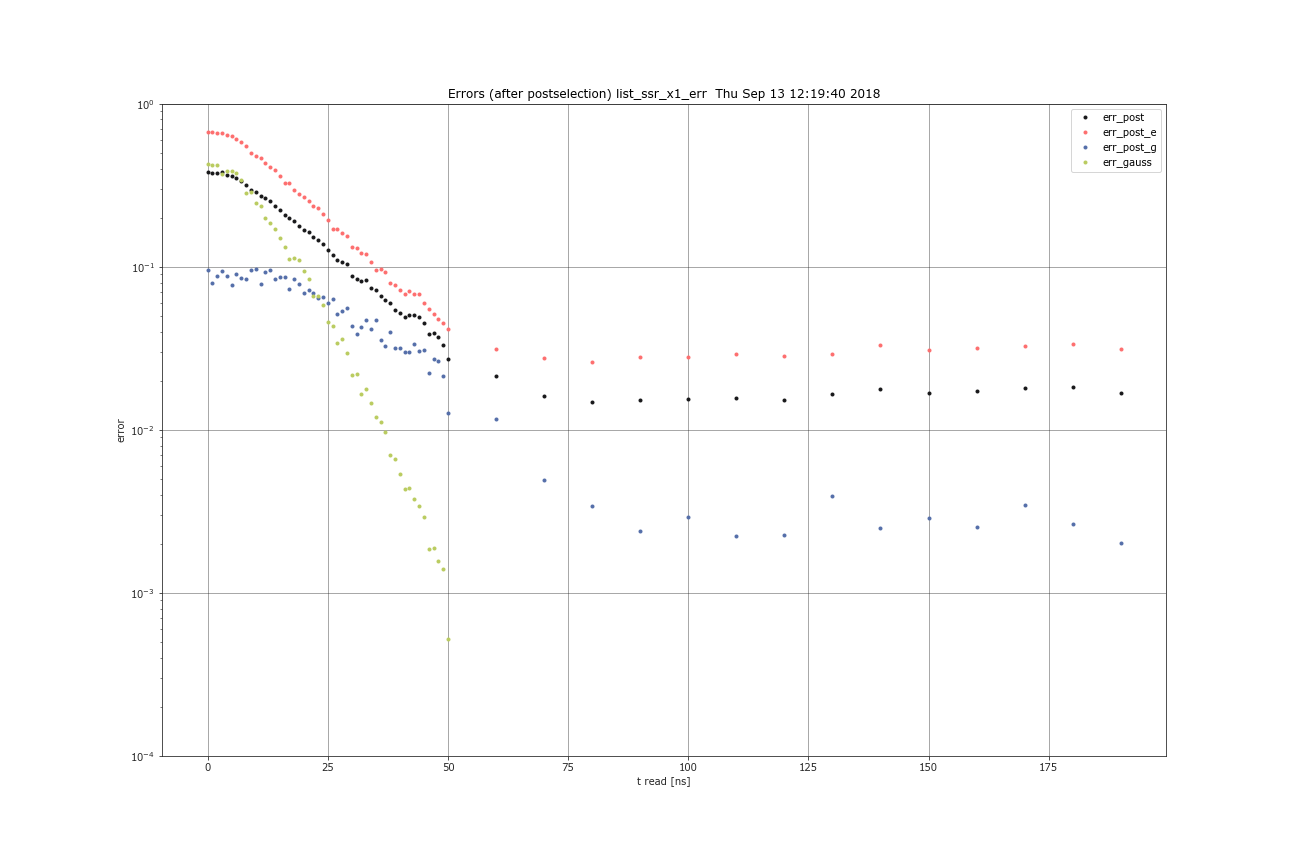 Errors (after postselection) list_ssr_x1_err  Thu Sep 13 12:19:40 2018
err_post
err_post_e
err_post_g
err_gauss
10⁰
10⁻¹
10⁻²
10⁻³
10⁻⁴
error
0 25 50 75 100 125 150 175
t read [ns]